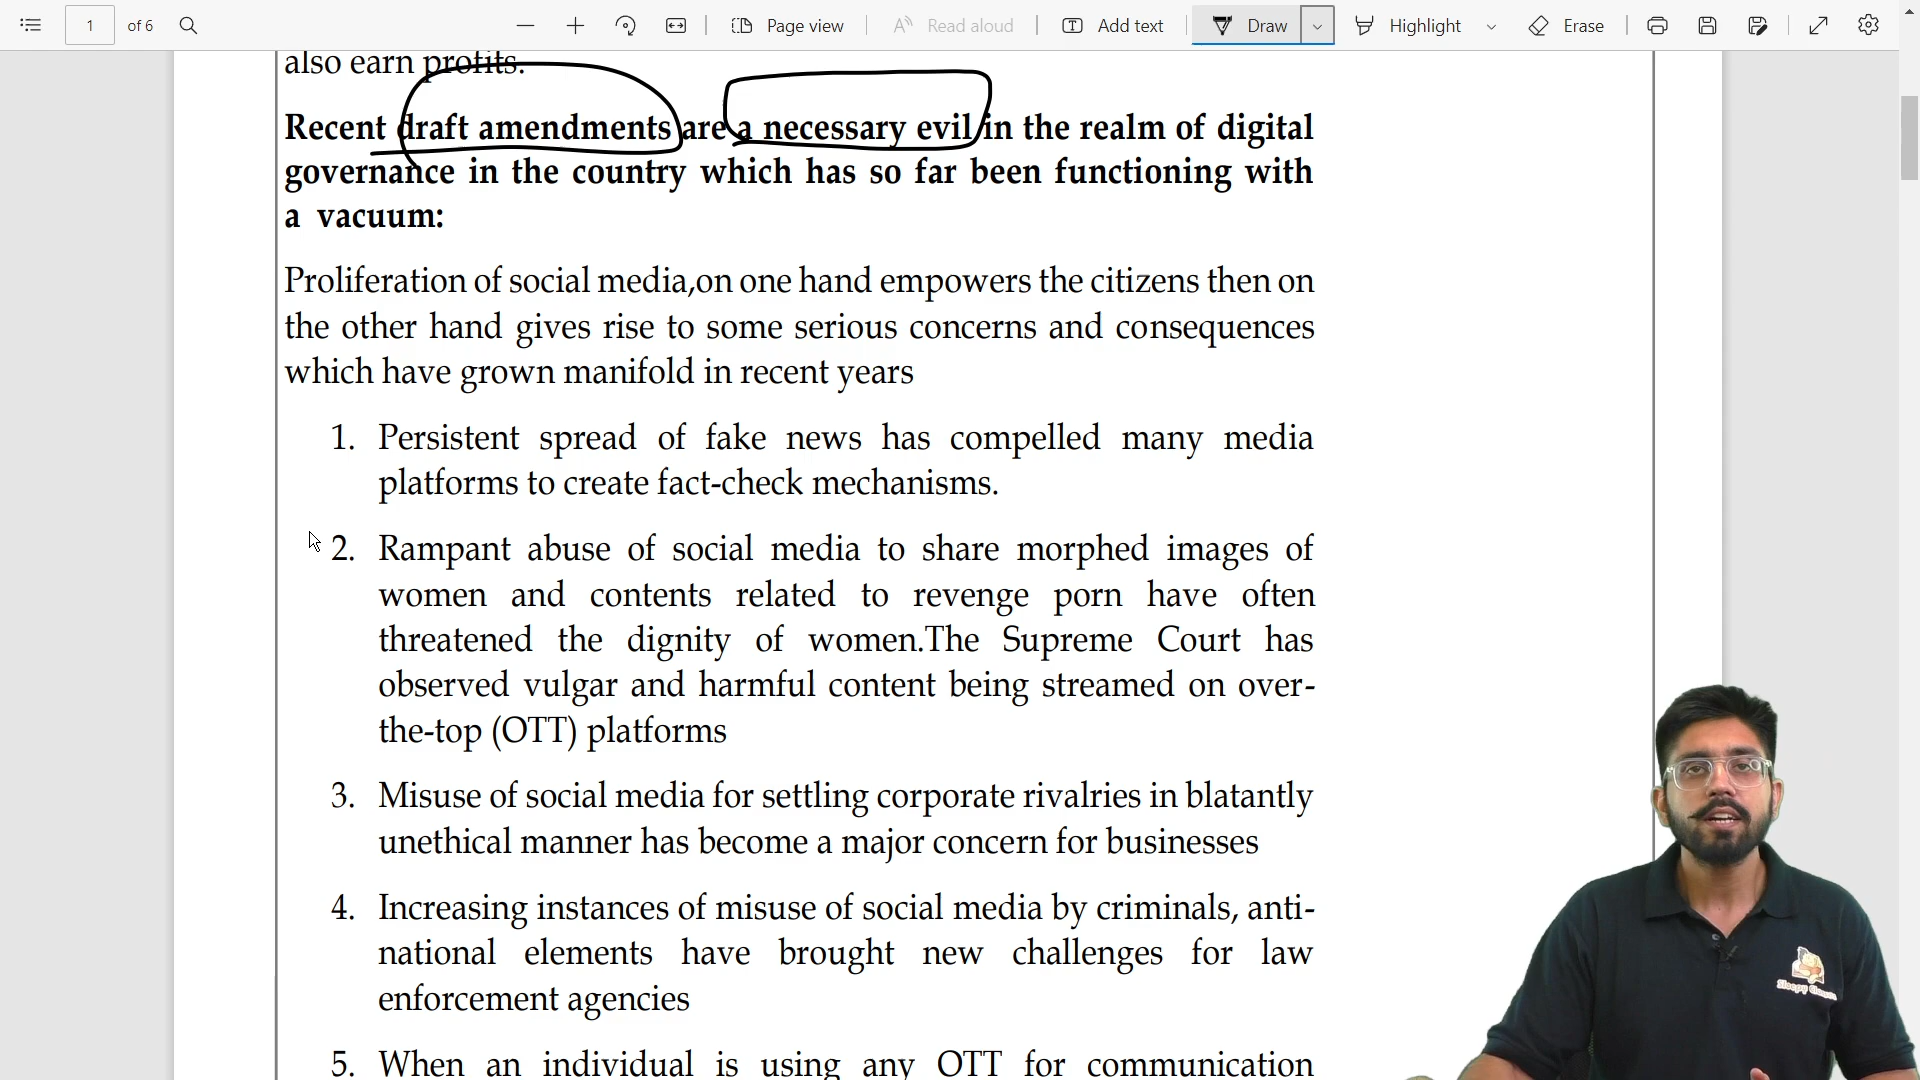 1 of 6 Page view Read aloud Add text Draw Highlight Erase
also earn profits.
Recent draft amendments are a necessary evil in the realm of digital
governance in the country which has so far been functioning with
a vacuum:
Proliferation of social media,on one hand empowers the citizens then on
the other hand gives rise to some serious concerns and consequences
which have grown manifold in recent years
1. Persistent spread of fake news has compelled many media
platforms to create fact-check mechanisms.
2. Rampant abuse of social media to share morphed images of
women and contents related to revenge porn have often
threatened the dignity of women.The Supreme Court has
observed vulgar and harmful content being streamed on over-
the-top (OTT) platforms
3. Misuse of social media for settling corporate rivalries in blatantly
unethical manner has become a major concern for businesses
4. Increasing instances of misuse of social media by criminals, anti-
national elements have brought new challenges for law
enforcement agencies
5. When an individual is using any OTT for communication